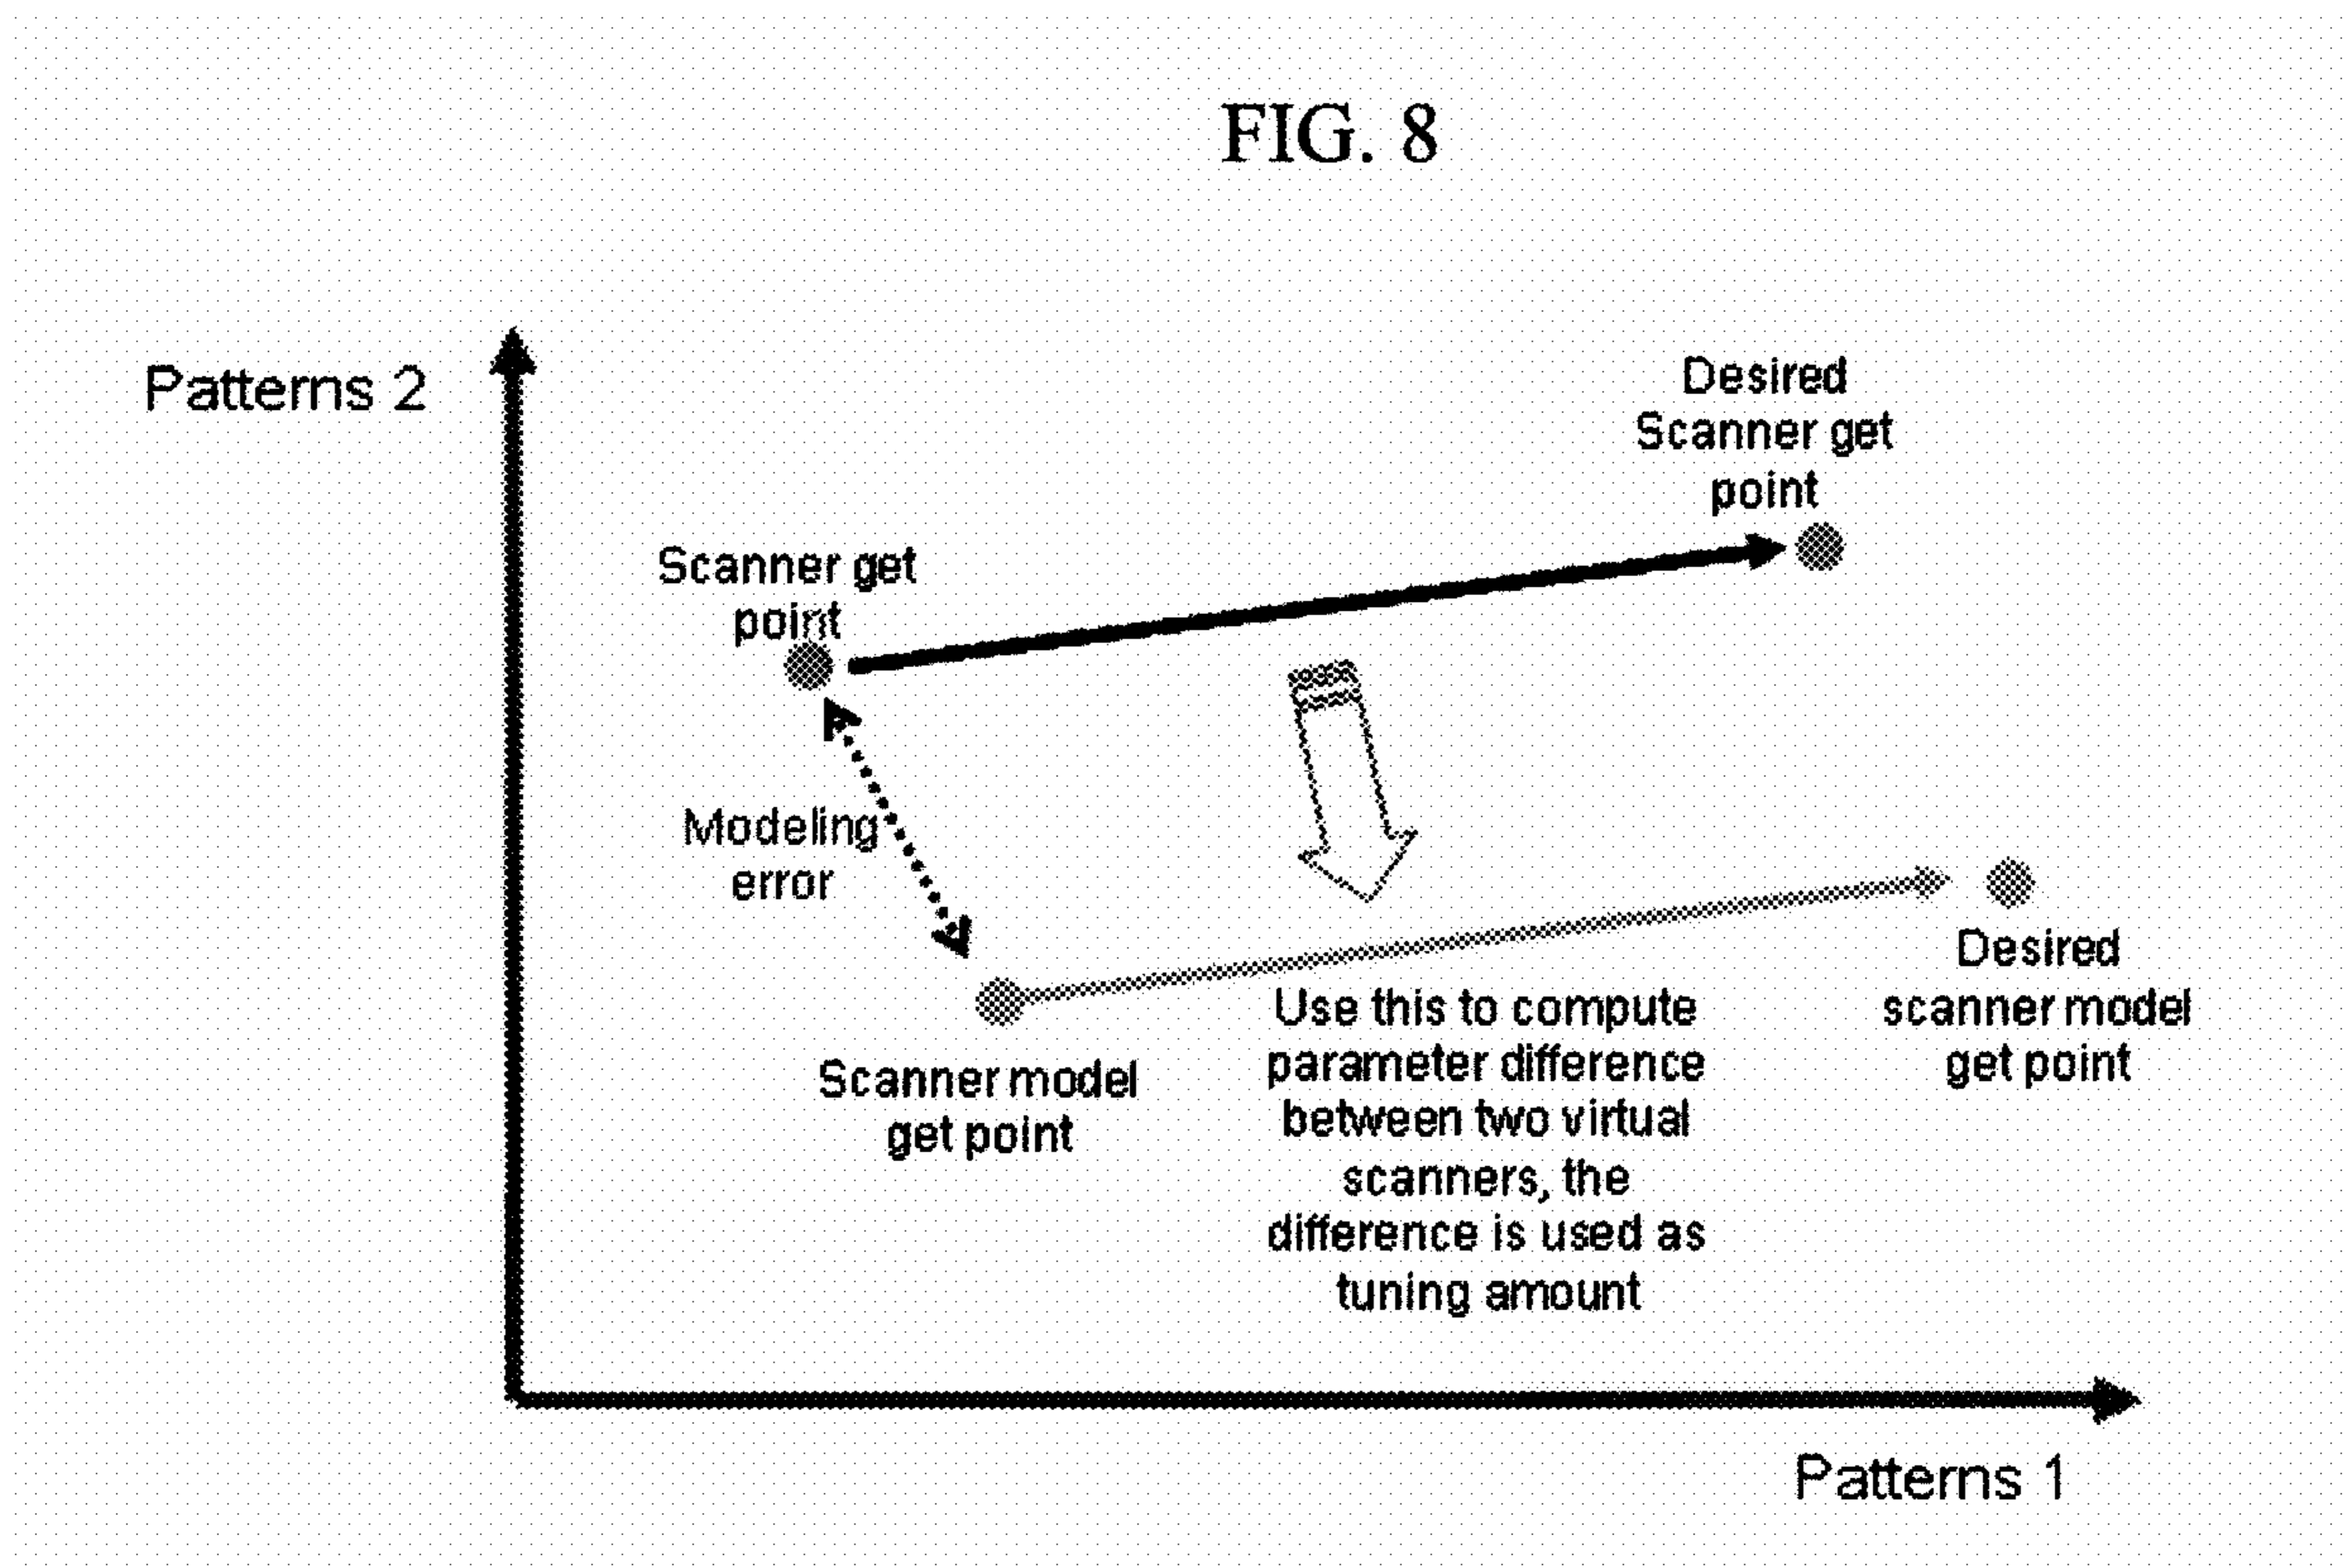 FIG. 8
Patterns 2
Desired
Scanner get
point
Scanner get
point
Modeling
error
Scanner model
get point
Use this to compute
parameter difference
between two virtual
scanners, the
difference is used as
tuning amount
Desired
scanner model
get point
Patterns 1